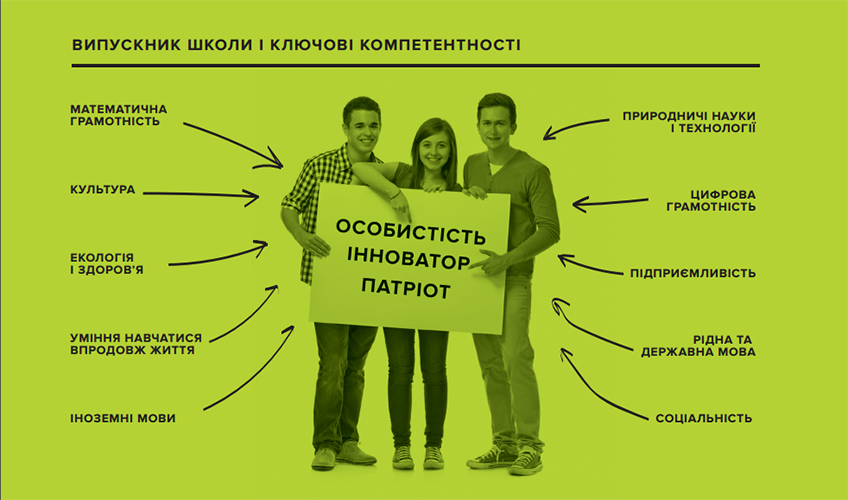 ВИПУСКНИК ШКОЛИ І КЛЮЧОВІ КОМПЕТЕНТНОСТІ
МАТЕМАТИЧНА
ГРАМОТНІСТЬ
КУЛЬТУРА
ЕКОЛОГІЯ
І ЗДОРОВ'Я
УМІННЯ НАВЧАТИСЯ
ВПРОДОВЖ ЖИТТЯ
ІНОЗЕМНІ МОВИ
ОСОБИСТІСТЬ
ІННОВАТОР
ПАТРІОТ
ПРИРОДНИЧІ НАУКИ
І ТЕХНОЛОГІЇ
ЦИФРОВА
ГРАМОТНІСТЬ
ПІДПРИЄМЛИВІСТЬ
РІДНА ТА
ДЕРЖАВНА МОВА
СОЦІАЛЬНІСТЬ